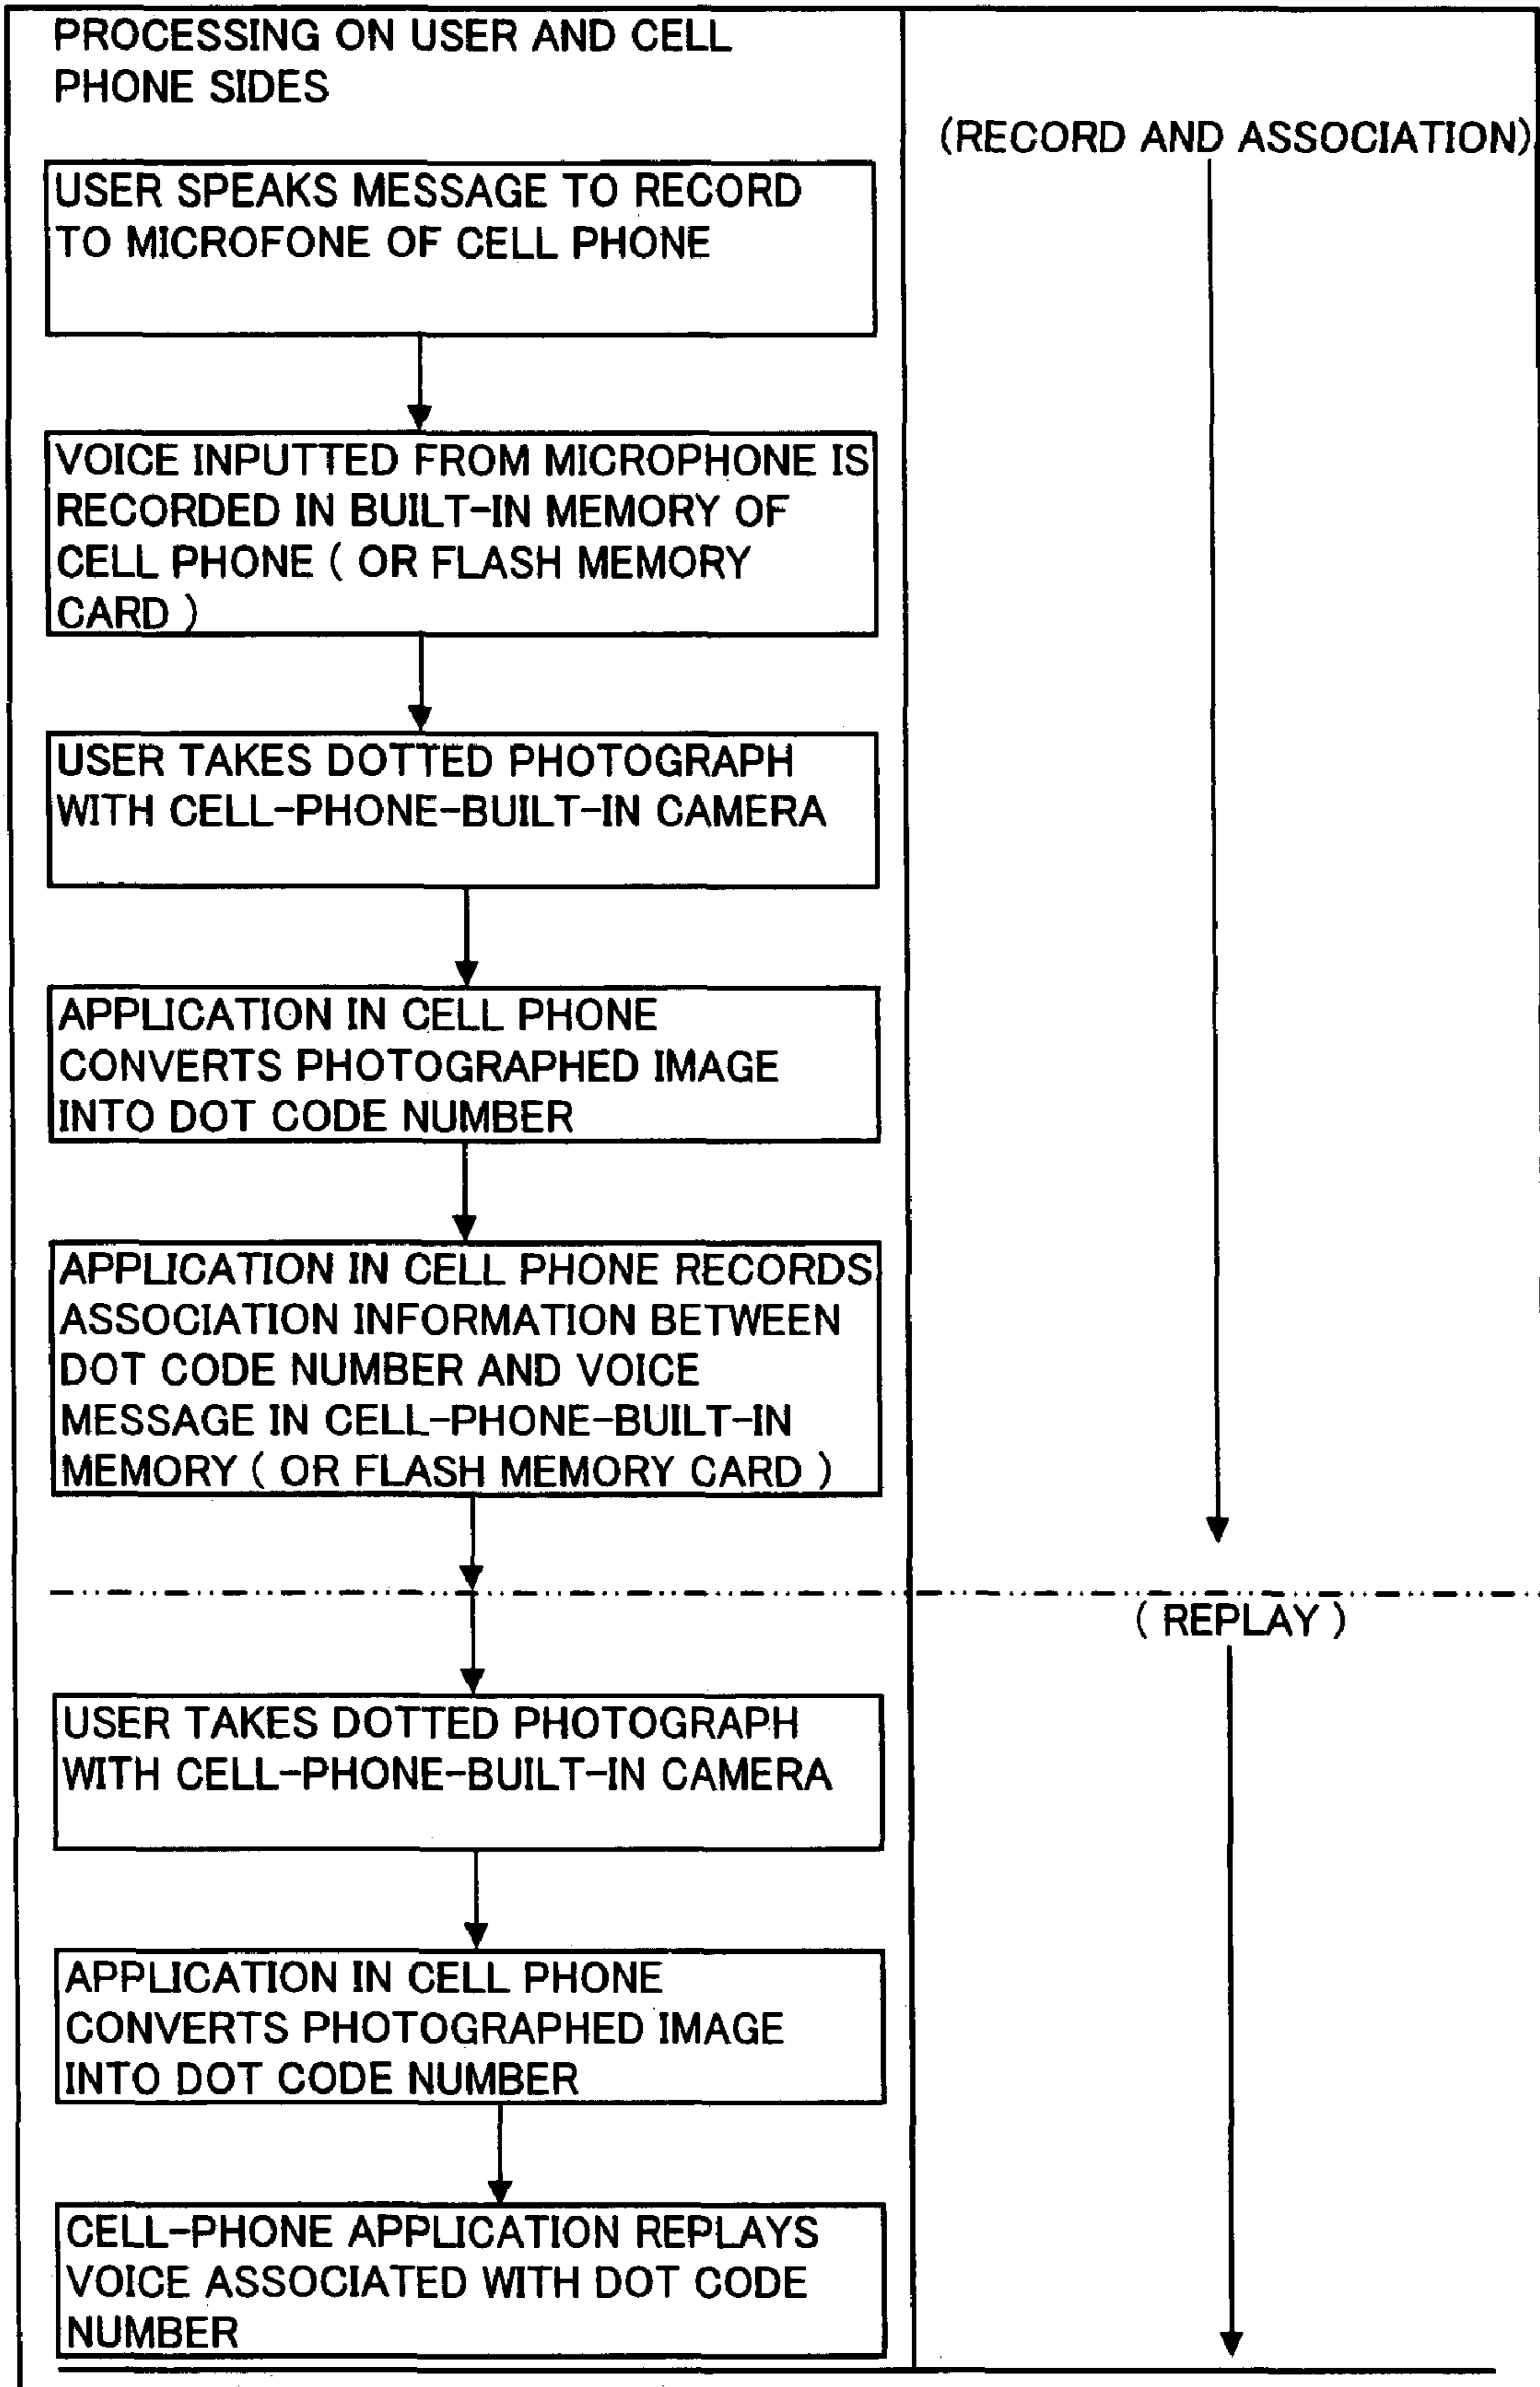 PROCESSING ON USER AND CELL
PHONE SIDES
(RECORD AND ASSOCIATION)
USER SPEAKS MESSAGE TO RECORD
TO MICROFONE OF CELL PHONE
VOICE INPUTTED FROM MICROPHONE IS
RECORDED IN BUILT-IN MEMORY OF
CELL PHONE ( OR FLASH MEMORY
CARD )
USER TAKES DOTTED PHOTOGRAPH
WITH CELL-PHONE-BUILT-IN CAMERA
APPLICATION IN CELL PHONE
CONVERTS PHOTOGRAPHED IMAGE
INTO DOT CODE NUMBER
APPLICATION IN CELL PHONE RECORDS
ASSOCIATION INFORMATION BETWEEN
DOT CODE NUMBER AND VOICE
MESSAGE IN CELL-PHONE-BUILT-IN
MEMORY ( OR FLASH MEMORY CARD )
( REPLAY )
USER TAKES DOTTED PHOTOGRAPH
WITH CELL-PHONE-BUILT-IN CAMERA
APPLICATION IN CELL PHONE
CONVERTS PHOTOGRAPHED IMAGE
INTO DOT CODE NUMBER
CELL-PHONE APPLICATION REPLAYS
VOICE ASSOCIATED WITH DOT CODE
NUMBER